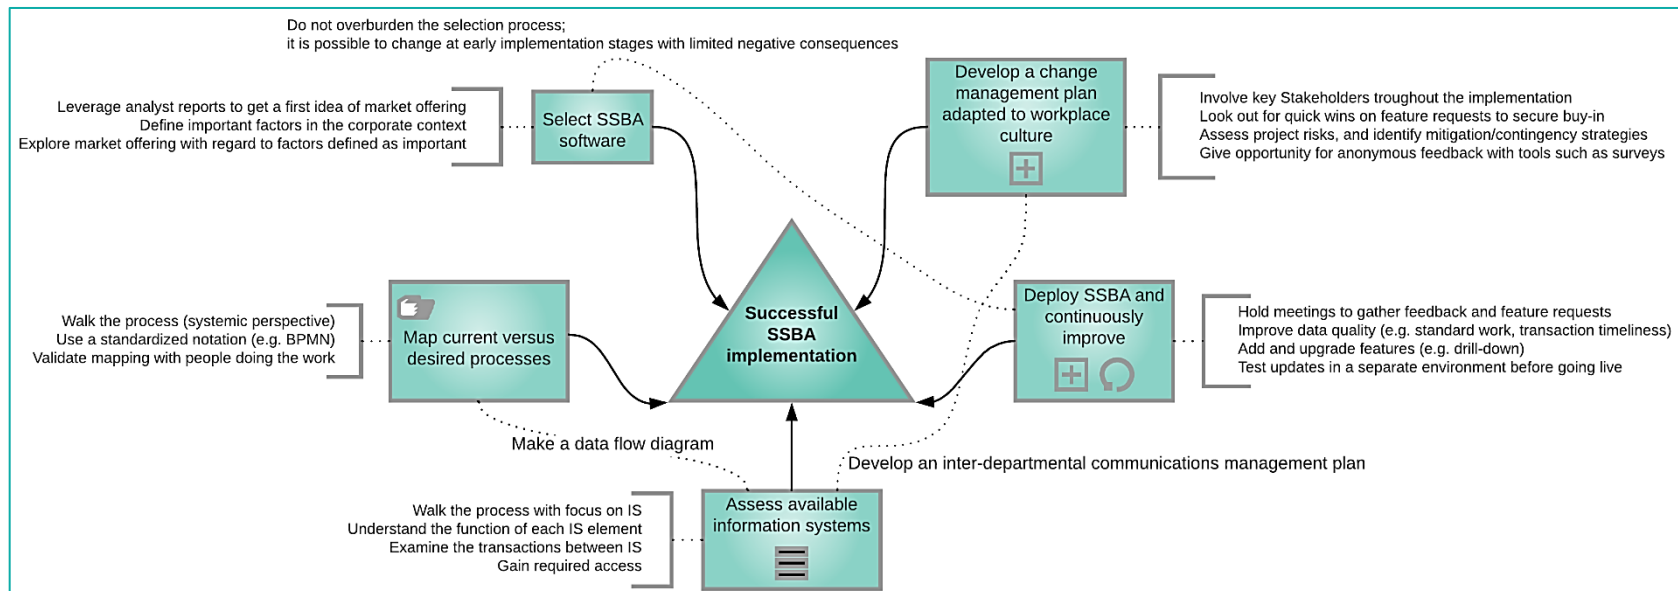 Do not overburden the selection process;
it is possible to change at early implementation stages with limited negative consequences
Leverage analyst reports to get a first idea of market offering
Define important factors in the corporate context
Explore market offering with regard to factors defined as important
Select SSBA
software
Develop a change
management plan
adapted to workplace
culture
Involve key Stakeholders troughout the implementation
Look out for quick wins on feature requests to secure buy-in
Assess project risks, and identify mitigation/contingency strategies
Give opportunity for anonymous feedback with tools such as surveys
Walk the process (systemic perspective)
Use a standardized notation (e.g. BPMN)
Validate mapping with people doing the work
Map current versus
desired processes
Successful
SSBA
implementation
Deploy SSBA and
continuously
improve
Hold meetings to gather feedback and feature requests
Improve data quality (e.g. standard work, transaction timeliness)
Add and upgrade features (e.g. drill-down)
Test updates in a separate environment before going live
Make a data flow diagram
Develop an inter-departmental communications management plan
Walk the process with focus on IS
Understand the function of each IS element
Examine the transactions between IS
Gain required access
Assess available
information systems